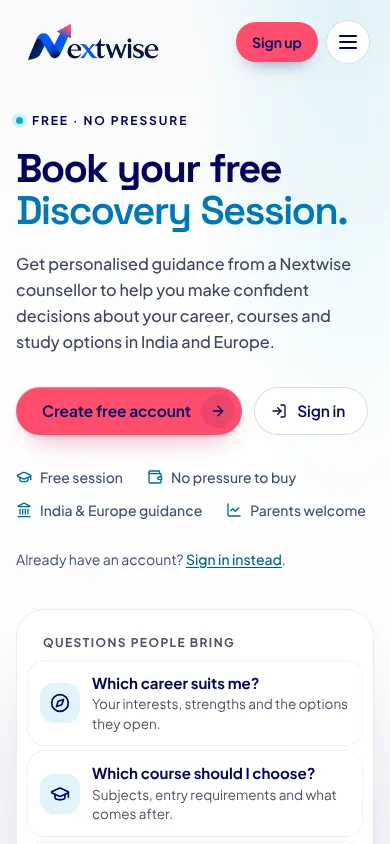 Nextwise
Sign up
FREE · NO PRESSURE
Book your free
Discovery Session.
Get personalised guidance from a Nextwise
counsellor to help you make confident
decisions about your career, courses and
study options in India and Europe.
Create free account
Sign in
Free session
No pressure to buy
India & Europe guidance
Parents welcome
Already have an account? Sign in instead.
QUESTIONS PEOPLE BRING
Which career suits me?
Your interests, strengths and the options
they open.
Which course should I choose?
Subjects, entry requirements and what
comes after.